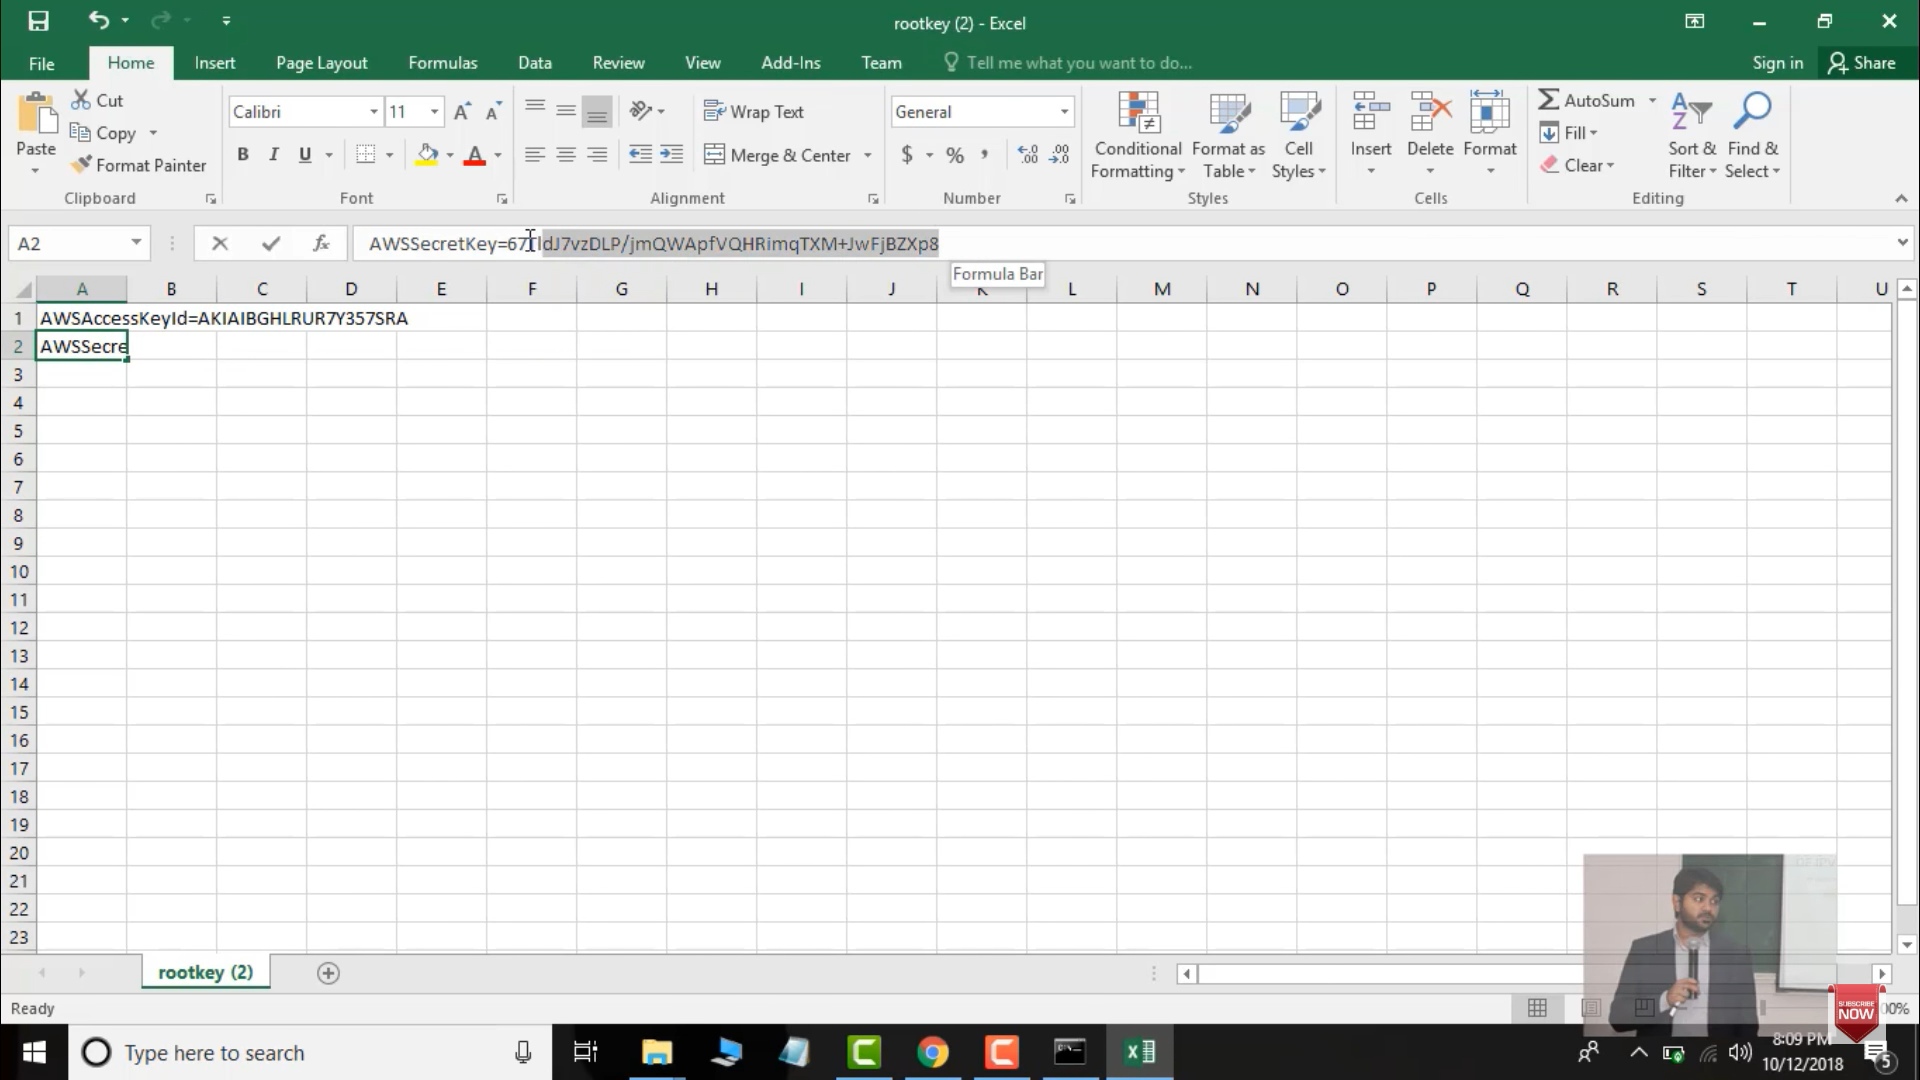 rootkey (2) - Excel
File Home Insert Page Layout Formulas Data Review View Add-Ins Team Tell me what you want to do... Sign in Share
Cut
Copy
Format Painter
Paste
Calibri 11
B I U
Wrap Text
Merge & Center
General
$ %
Conditional Formatting
Format as Table
Cell Styles
Insert Delete Format
AutoSum
Fill
Clear
Sort & Filter
Find & Select
Clipboard Font Alignment Number Styles Cells Editing
A2 fx AWSSecretKey=
Formula Bar
A B C D E F G H I J K L M N O P Q R S T U
1 AWSAccessKeyId=AKIAIBGHLRUR7Y357SRA
2 AWSSecre
3
4
5
6
7
8
9
10
11
12
13
14
15
16
17
18
19
20
21
22
23
rootkey (2)
Ready
SUBSCRIBE
NOW
Type here to search
8:09 PM
10/12/2018
5